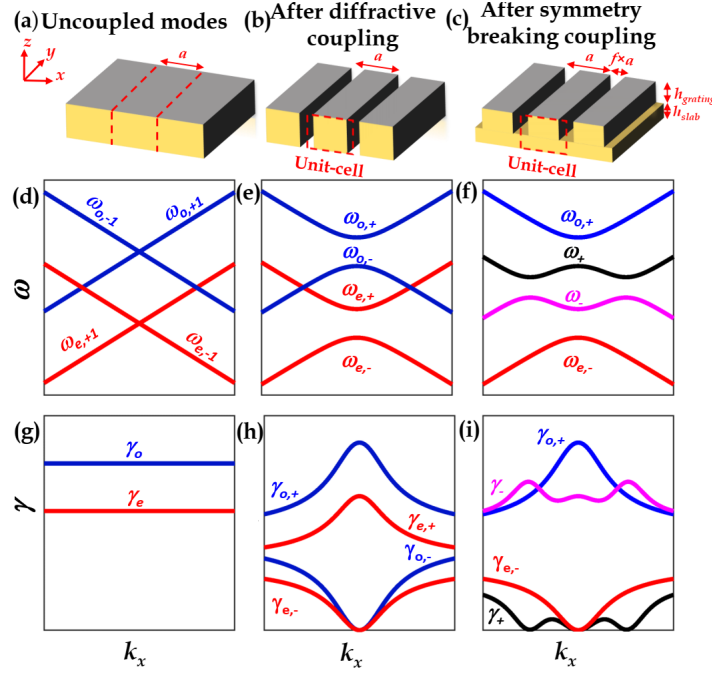 (a) Uncoupled modes
(b) After diffractive coupling
(c) After symmetry breaking coupling
z
y
x
a
a
Unit-cell
a
f×a
h_grating
h_slab
Unit-cell
(d)
ω_o,-1
ω_o,+1
ω_e,+1
ω_e,-1
ω
(e)
ω_o,+
ω_o,-
ω_e,+
ω_e,-
(f)
ω_o,+
ω_+
ω_-
ω_e,-
(g)
γ_o
γ_e
γ
k_x
(h)
γ_o,+
γ_e,+
γ_o,-
γ_e,-
k_x
(i)
γ_o,+
γ_-
γ_e,-
γ_+
k_x